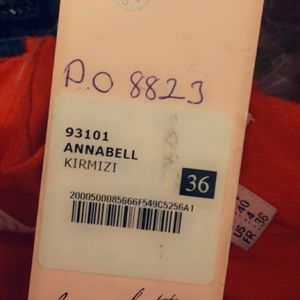 P.O 8823
93101
ANNABELL
KIRMIZI
36
2000500085666F549C5256A1